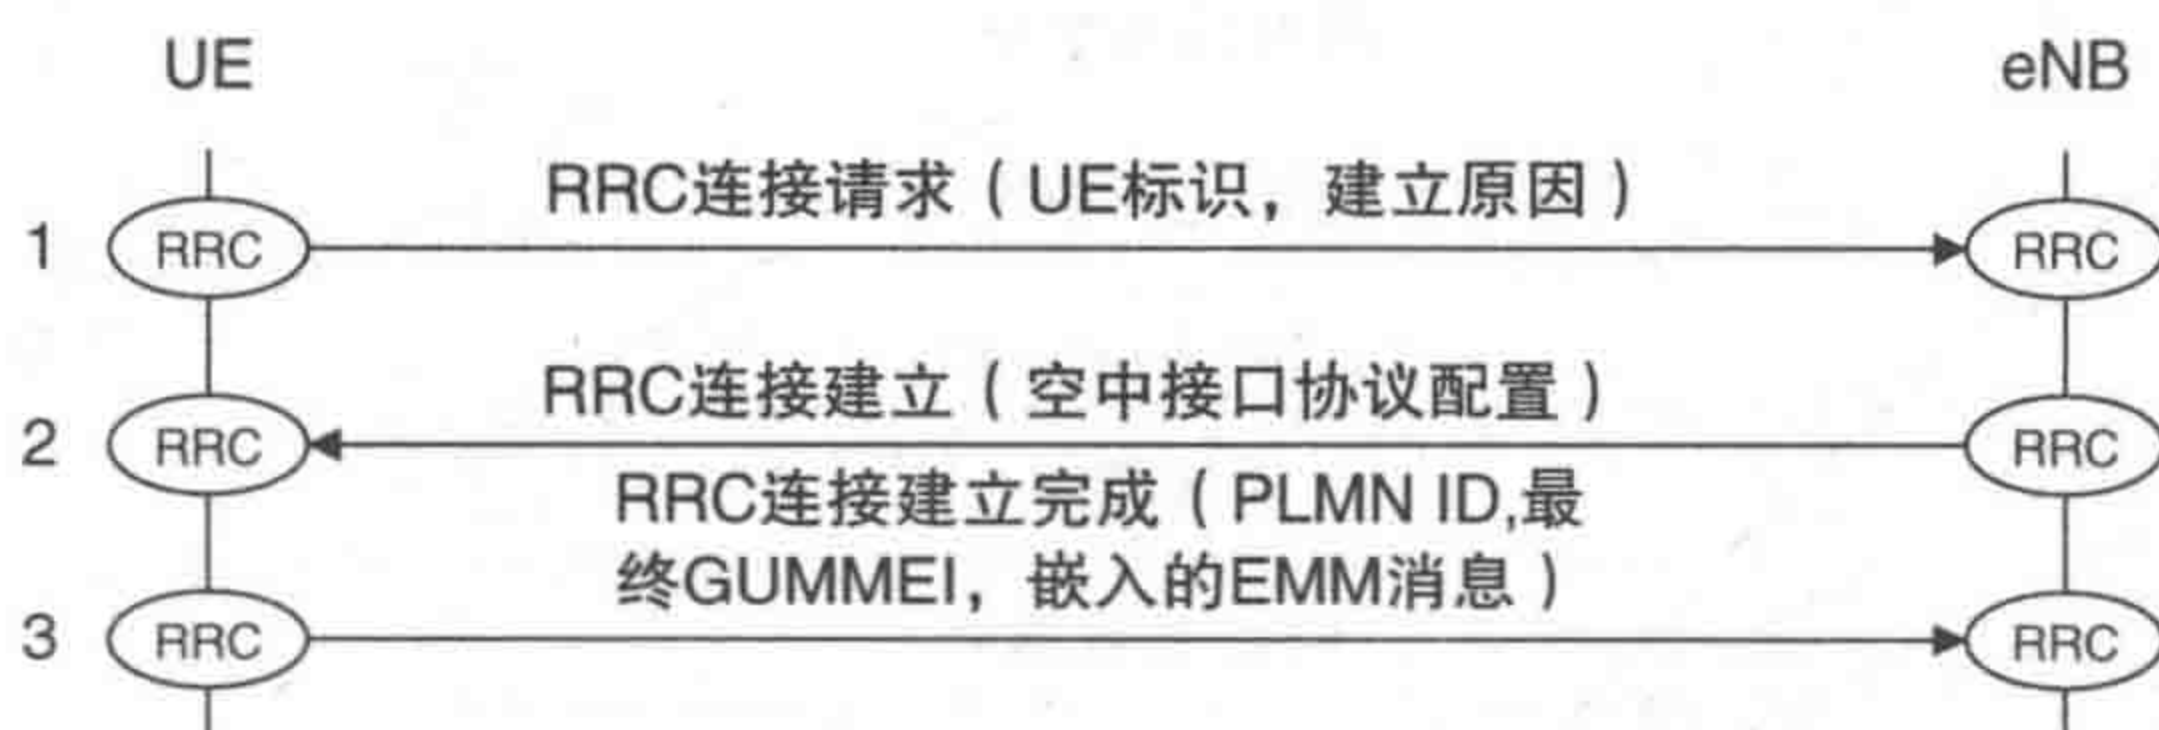 UE
eNB
RRC连接请求（UE标识，建立原因）
1
RRC
RRC
RRC连接建立（空中接口协议配置）
2
RRC
RRC
RRC连接建立完成（PLMN ID,最
终GUMMEI，嵌入的EMM消息）
3
RRC
RRC